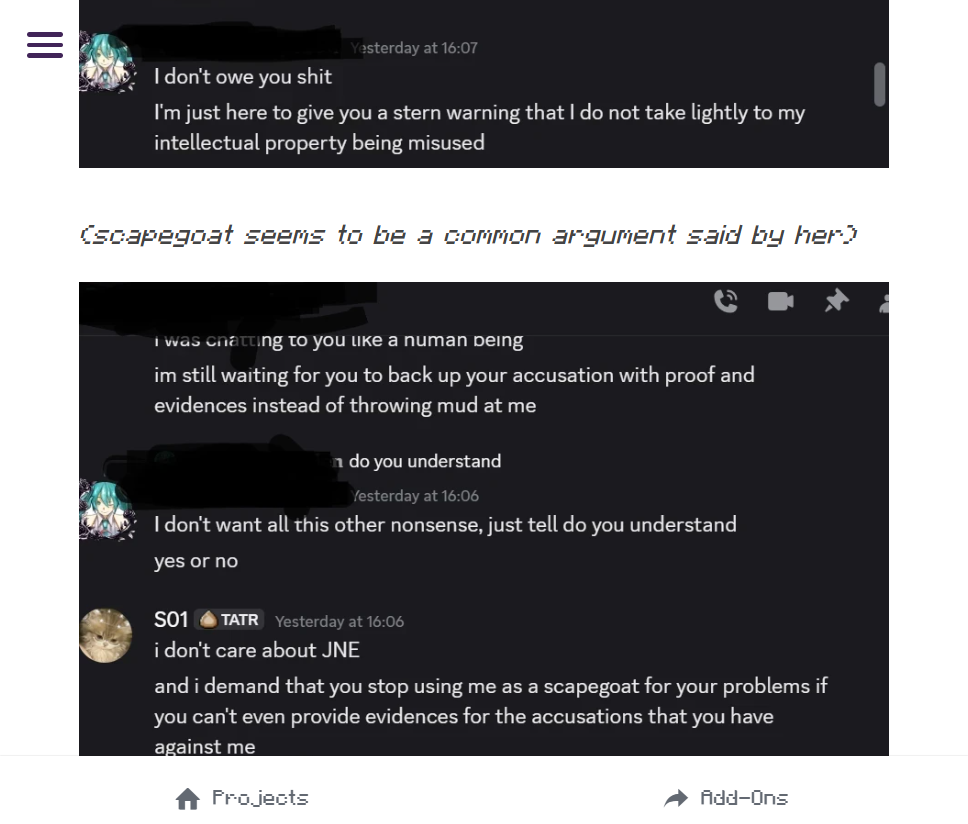 Yesterday at 16:07
I don't owe you shit
I'm just here to give you a stern warning that I do not take lightly to my
intellectual property being misused
(scapegoat seems to be a common argument said by her)
I was chatting to you like a human being
im still waiting for you to back up your accusation with proof and
evidences instead of throwing mud at me
do you understand
Yesterday at 16:06
I don't want all this other nonsense, just tell do you understand
yes or no
S01 TATR Yesterday at 16:06
i don't care about JNE
and i demand that you stop using me as a scapegoat for your problems if
you can't even provide evidences for the accusations that you have
against me
Projects
Add-Ons